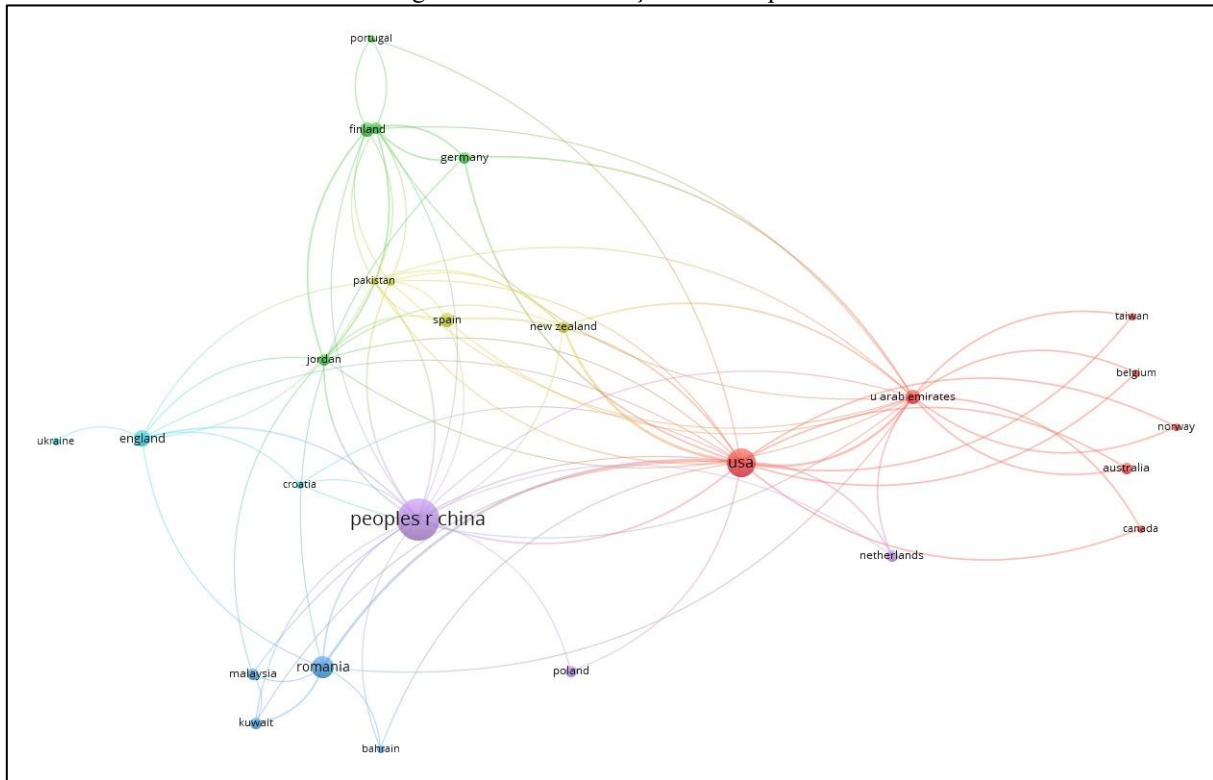 portugal
finland
germany
pakistan
spain
new zealand
taiwan
jordan
belgium
u arab emirates
norway
england
ukraine
usa
australia
croatia
peoples r china
canada
netherlands
romania
malaysia
poland
kuwait
bahrain